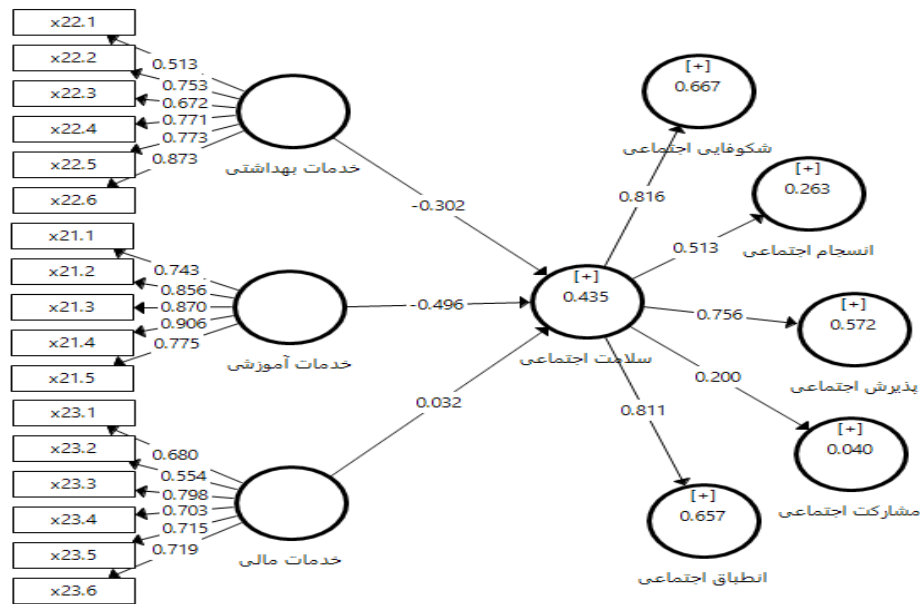 x22.1
x22.2
x22.3
x22.4
x22.5
x22.6
x21.1
x21.2
x21.3
x21.4
x21.5
x23.1
x23.2
x23.3
x23.4
x23.5
x23.6
0.513
0.753
0.672
0.771
0.773
0.873
0.743
0.856
0.870
0.906
0.775
0.680
0.554
0.798
0.703
0.715
0.719
خدمات بهداشتی
خدمات آموزشی
خدمات مالی
-0.302
-0.496
0.032
[+]
0.435
سلامت اجتماعی
0.816
0.513
0.756
0.200
0.811
[+]
0.667
شکوفایی اجتماعی
[+]
0.263
انسجام اجتماعی
[+]
0.572
پذیرش اجتماعی
[+]
0.040
مشارکت اجتماعی
[+]
0.657
انطباق اجتماعی